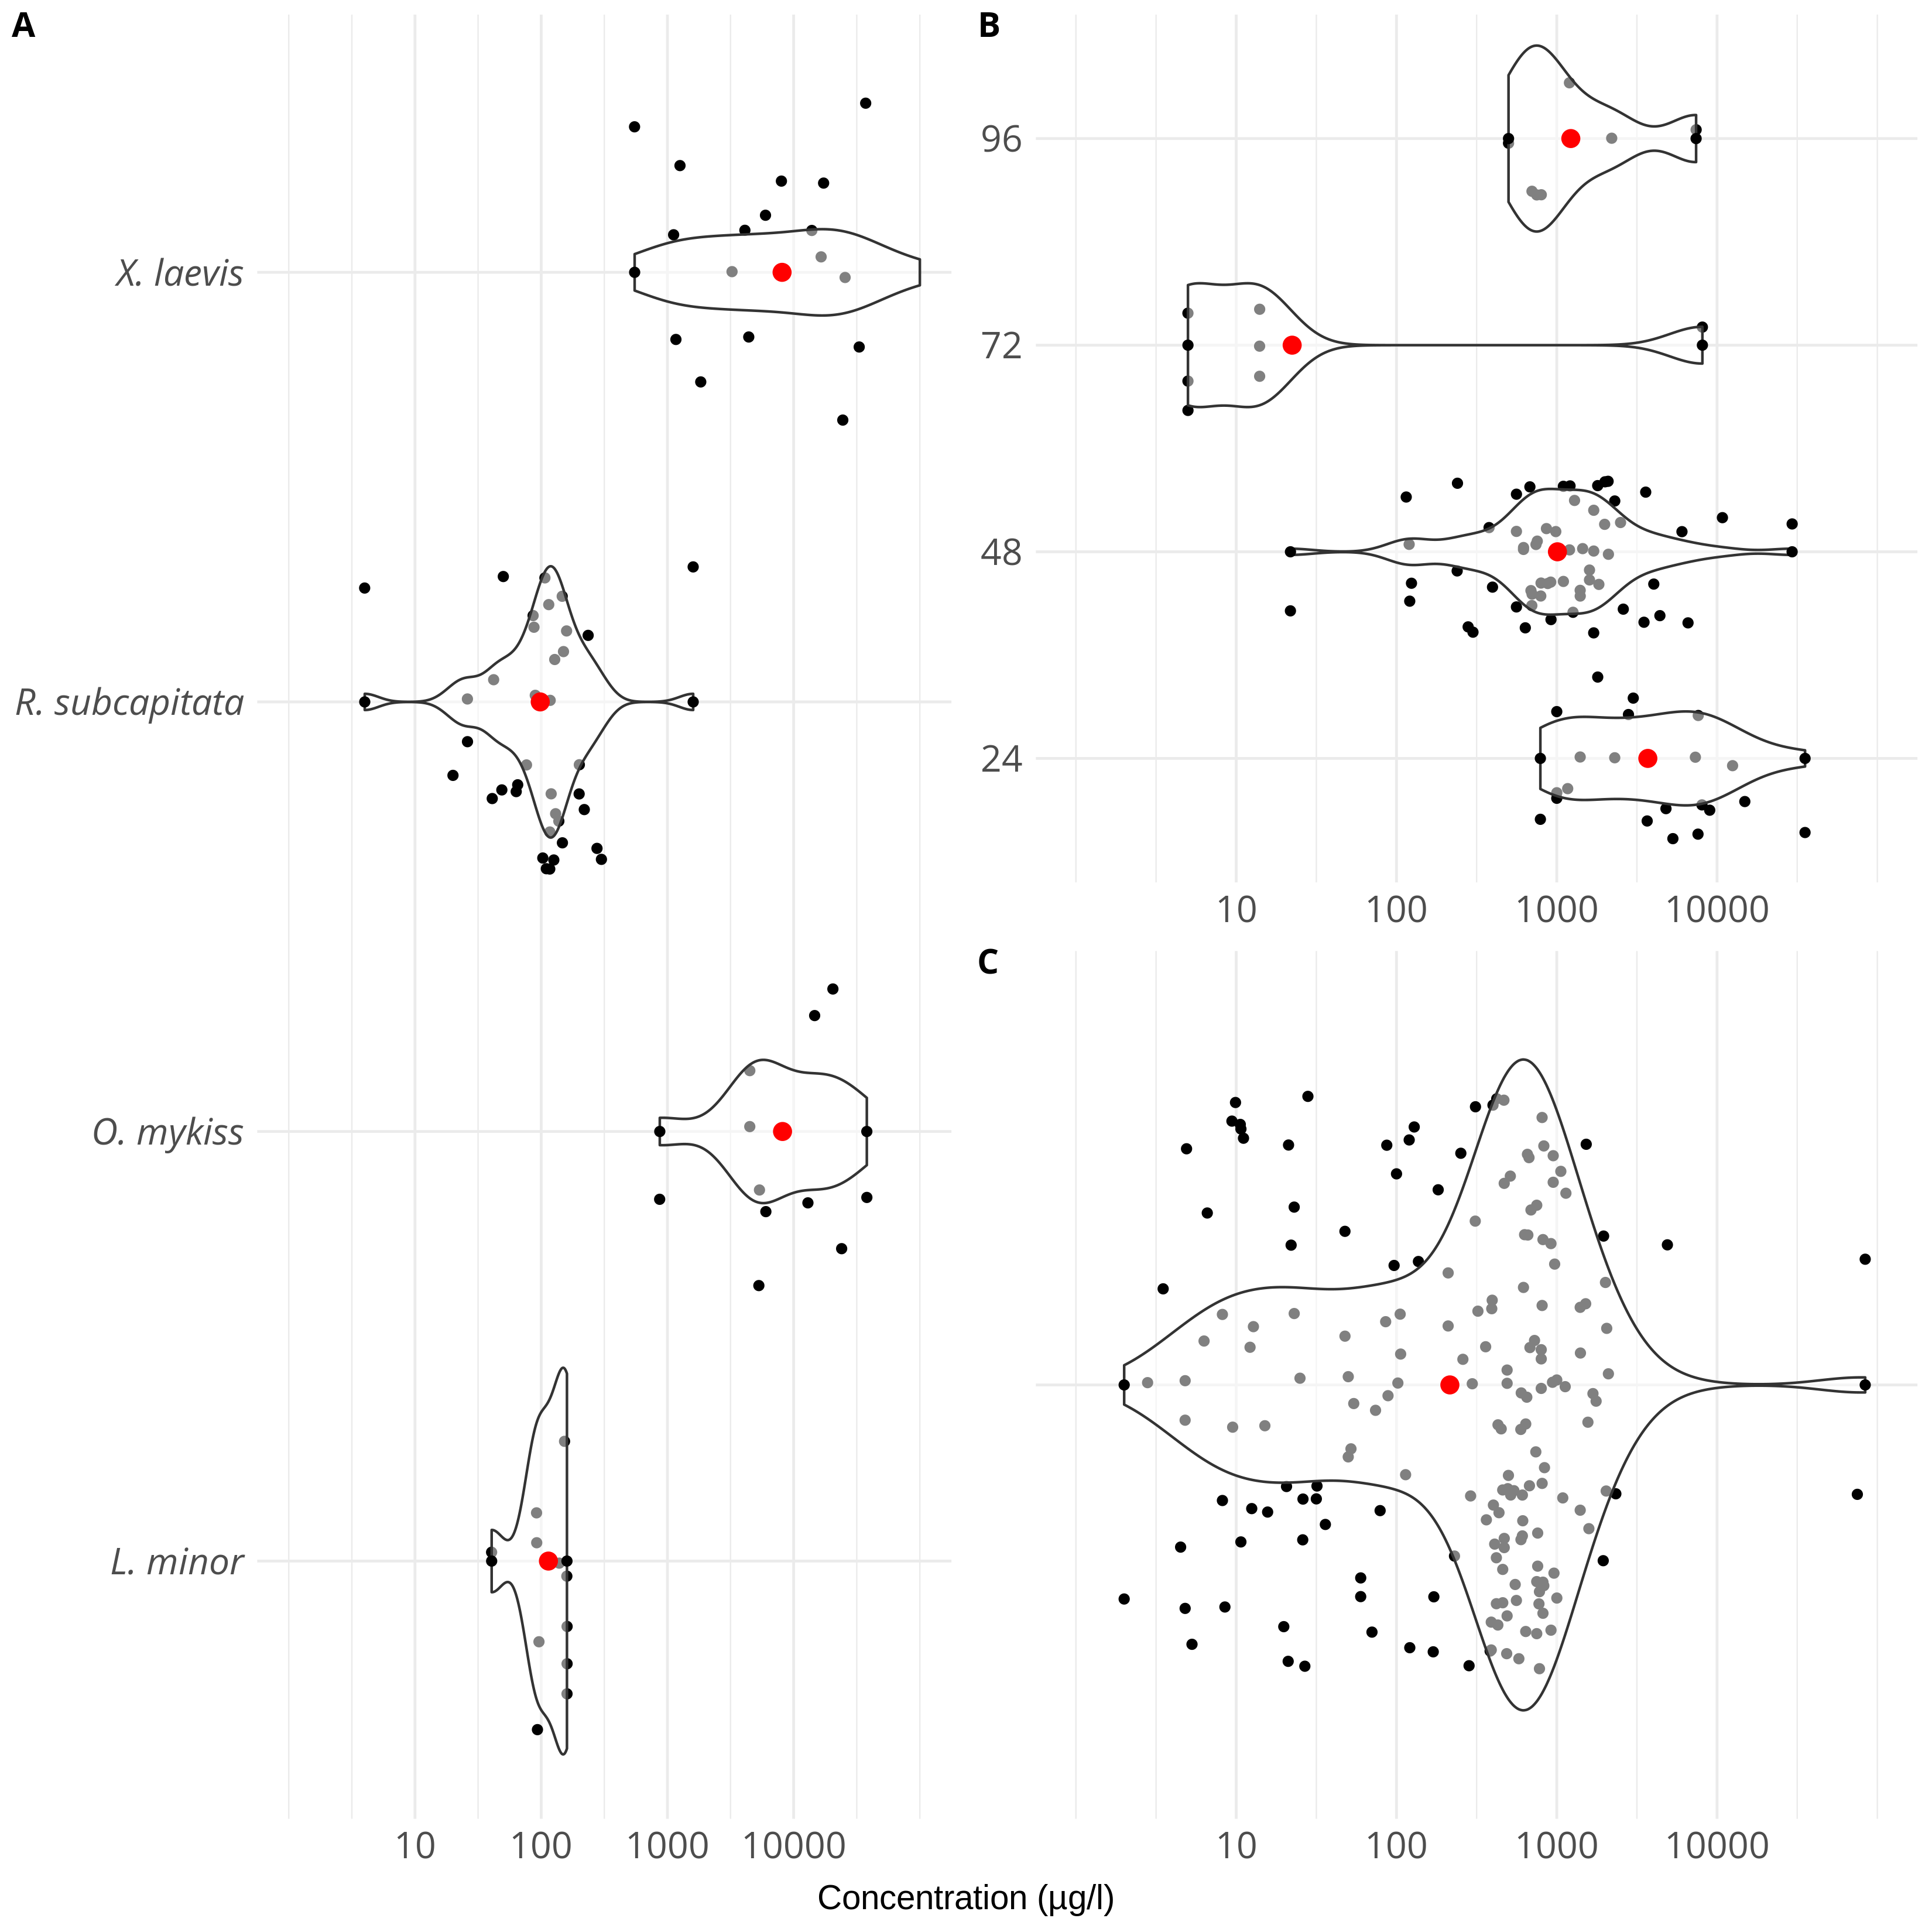 A
X. laevis
R. subcapitata
O. mykiss
L. minor
10 100 1000 10000
B
96
72
48
24
10 100 1000 10000
C
10 100 1000 10000
Concentration (µg/l)